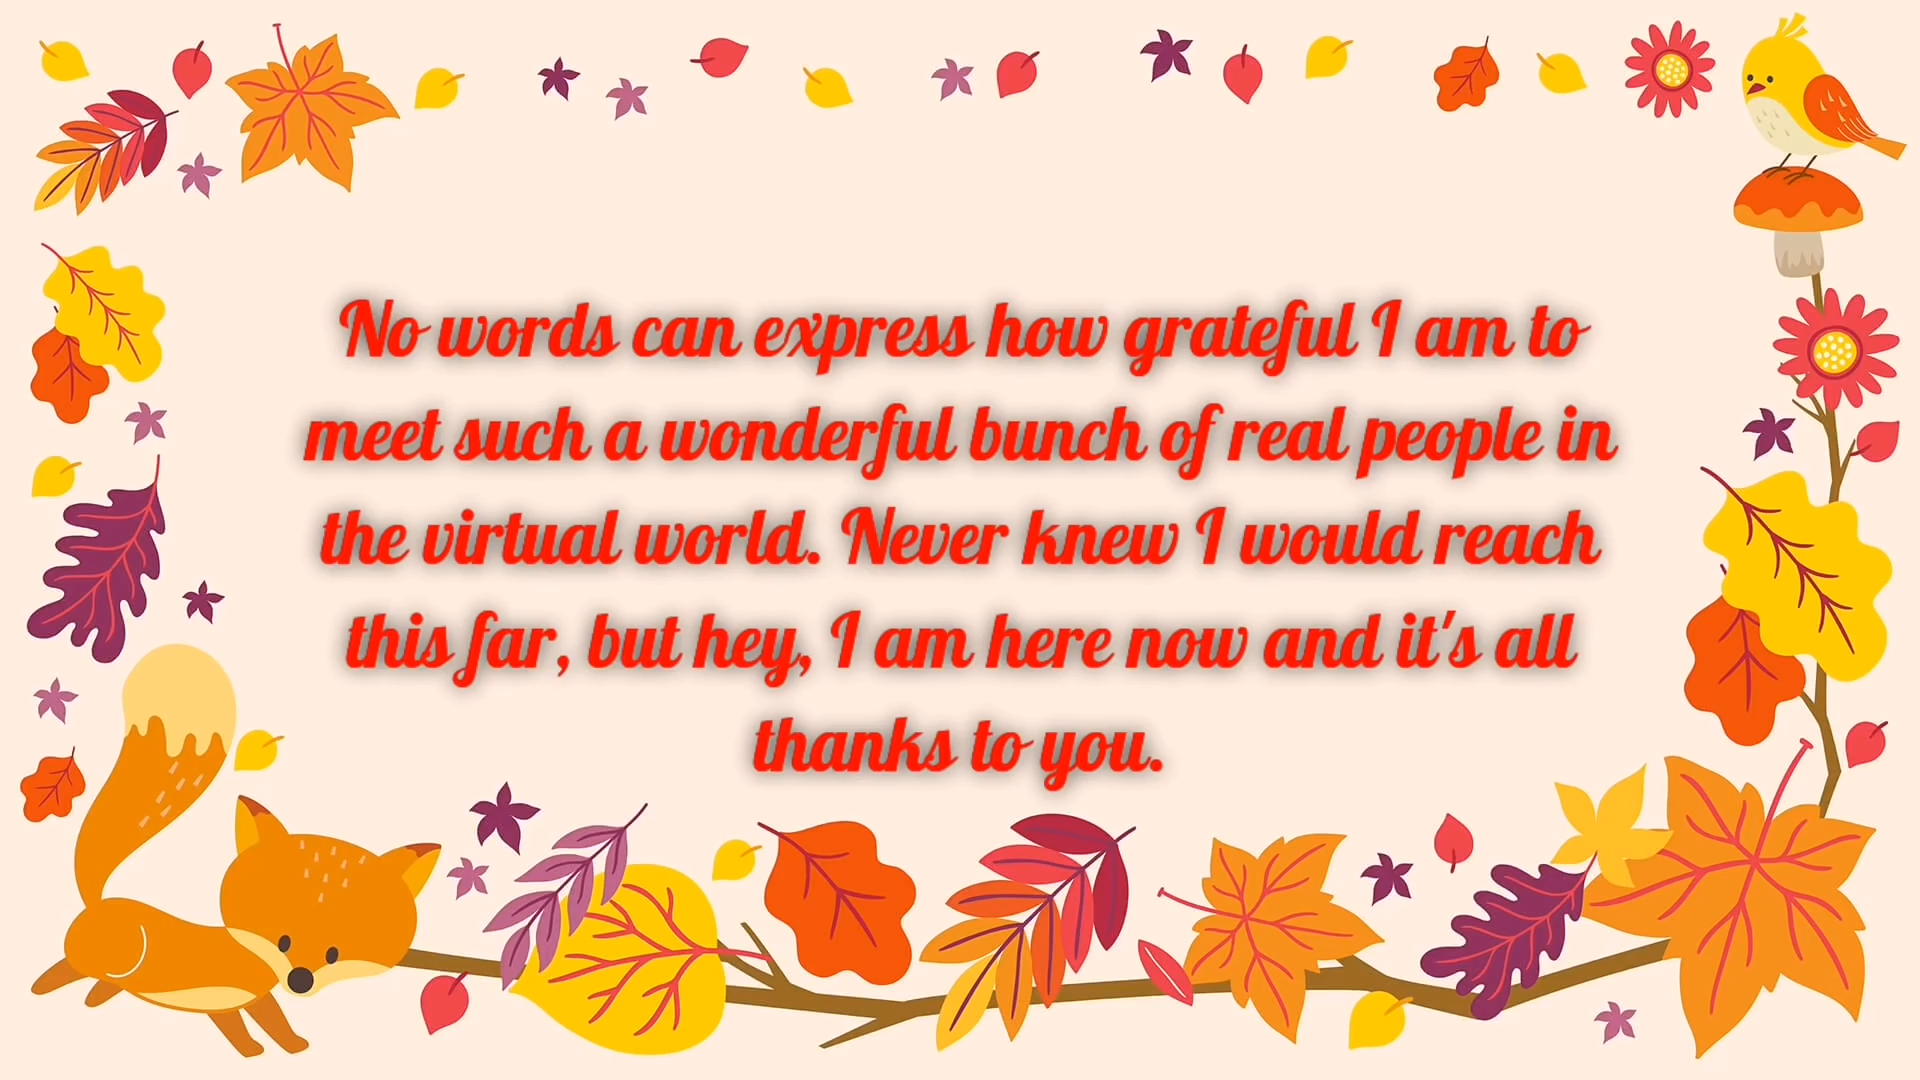 No words can express how grateful I am to
meet such a wonderful bunch of real people in
the virtual world. Never knew I would reach
this far, but hey, I am here now and it's all
thanks to you.